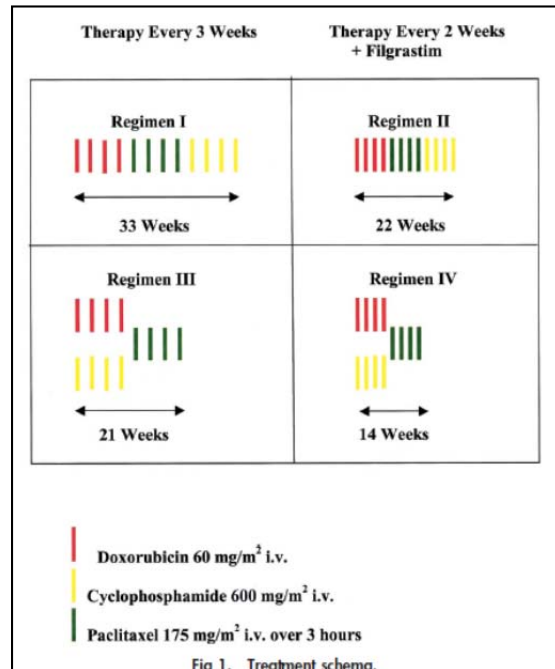 Therapy Every 3 Weeks
Therapy Every 2 Weeks
+ Filgrastim
Regimen I
33 Weeks
Regimen II
22 Weeks
Regimen III
21 Weeks
Regimen IV
14 Weeks
Doxorubicin 60 mg/m² i.v.
Cyclophosphamide 600 mg/m² i.v.
Paclitaxel 175 mg/m² i.v. over 3 hours
Fig 1. Treatment schema.